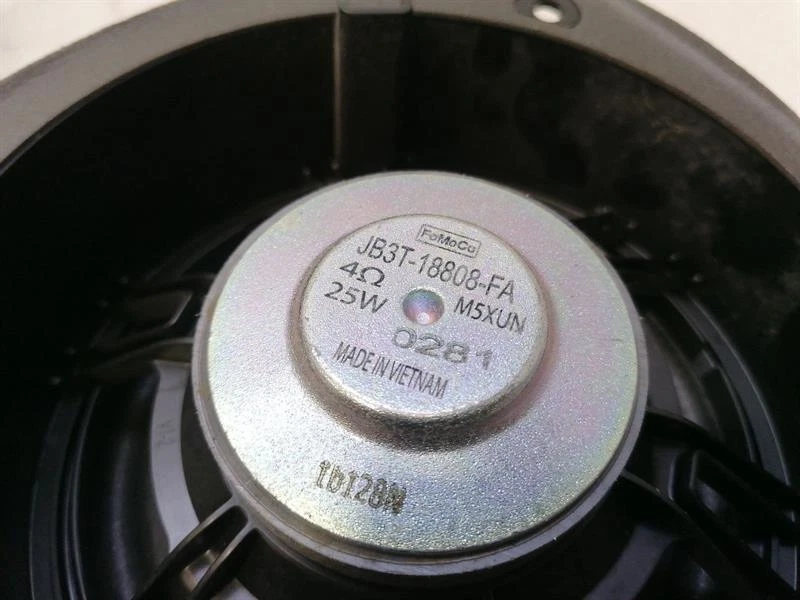 FoMoCo
JB3T-18808-FA
4Ω
25W
M5XUN
0281
MADE IN VIETNAM
1b128N